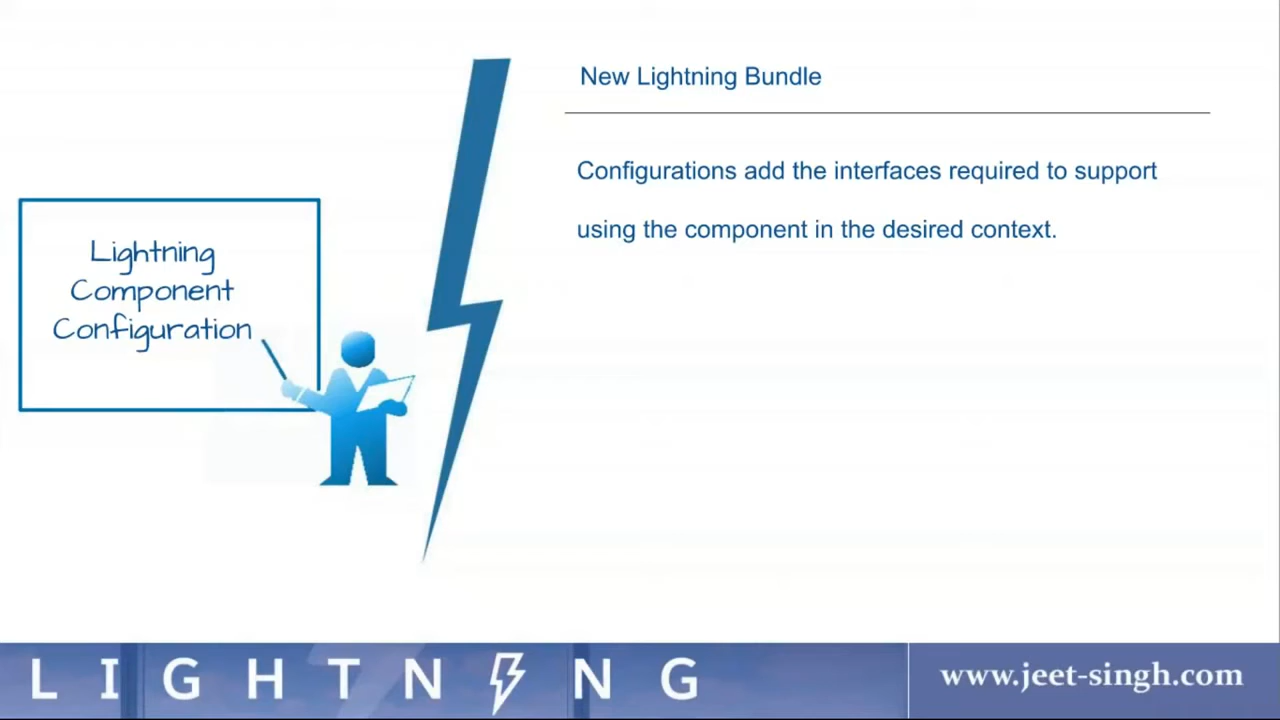 New Lightning Bundle
Configurations add the interfaces required to support
using the component in the desired context.
Lightning
Component
Configuration
LIGHTNING
www.jeet-singh.com